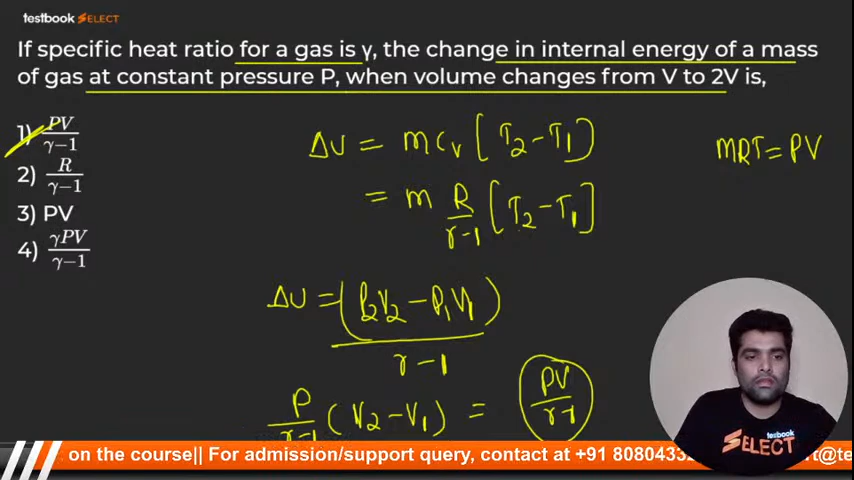 testbook SELECT
If specific heat ratio for a gas is γ, the change in internal energy of a mass
of gas at constant pressure P, when volume changes from V to 2V is,
1) PV/γ−1
2) R/γ−1
3) PV
4) γPV/γ−1
ΔU = m Cv [T2 − T1]
MRT = PV
= m R/r−1 [T2 − T1]
ΔU = (P2V2 − P1V1)/r−1
P/r−1 (V2 − V1) = PV/r−1
testbook
SELECT
on the course|| For admission/support query, contact at +91 8080433